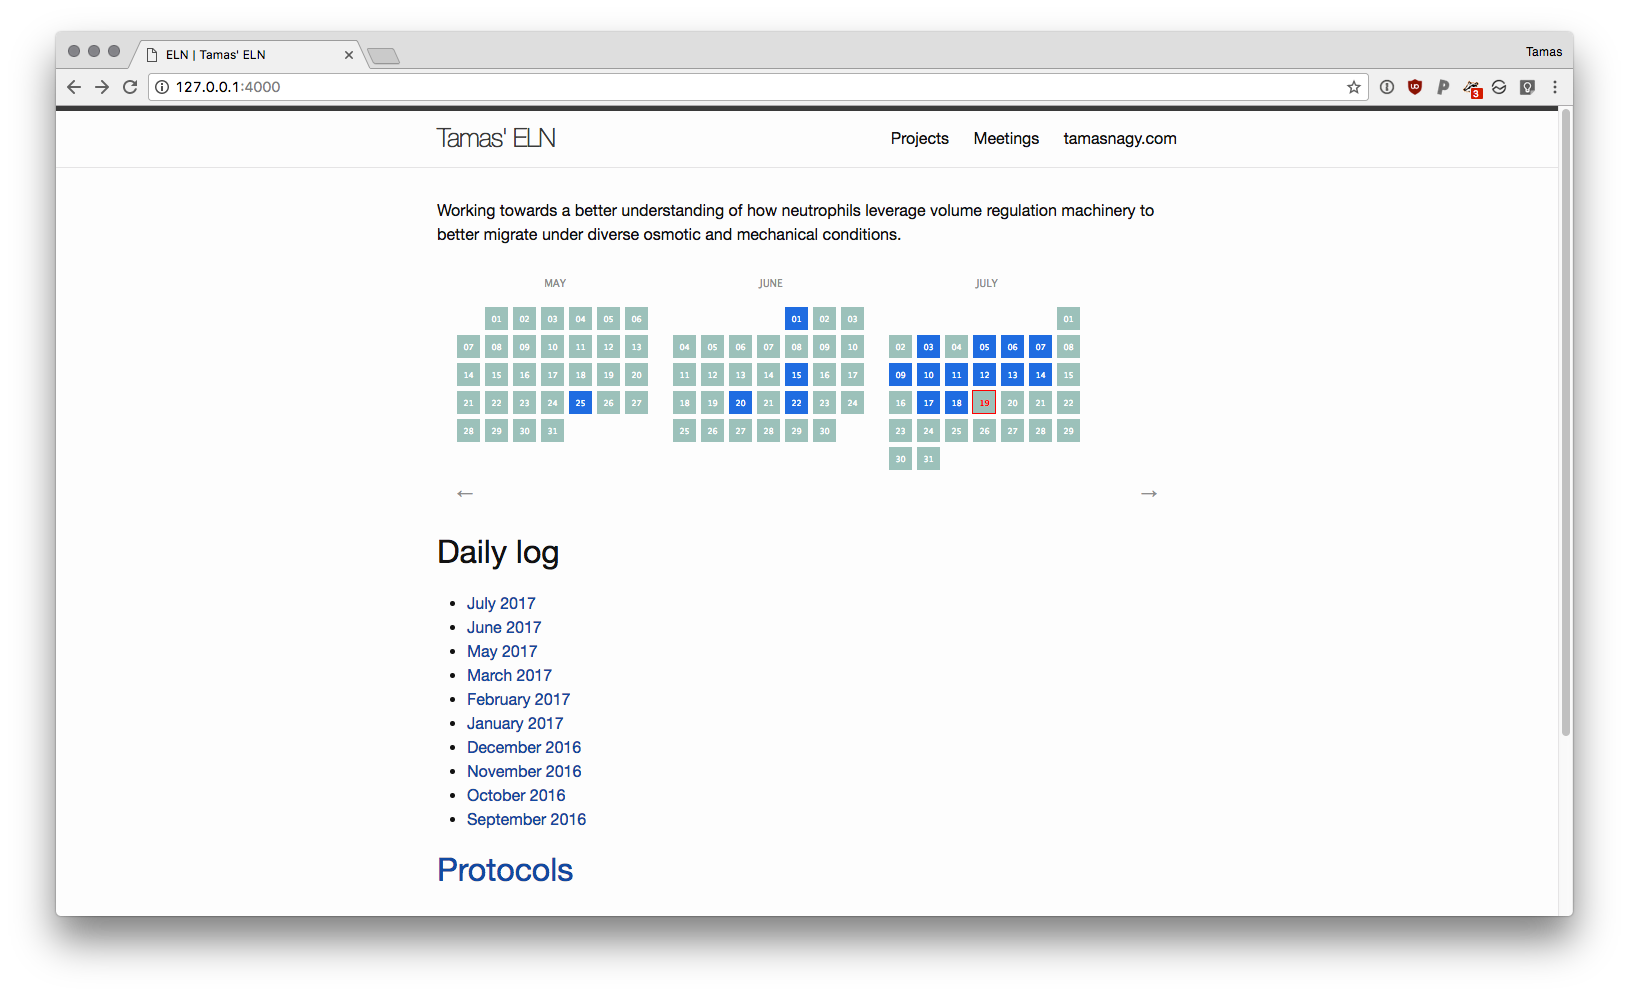 ELN | Tamas' ELN
Tamas
127.0.0.1:4000
3
Tamas' ELN
Projects Meetings tamasnagy.com
Working towards a better understanding of how neutrophils leverage volume regulation machinery to
better migrate under diverse osmotic and mechanical conditions.
MAY
01 02 03 04 05 06
07 08 09 10 11 12 13
14 15 16 17 18 19 20
21 22 23 24 25 26 27
28 29 30 31
JUNE
01 02 03
04 05 06 07 08 09 10
11 12 13 14 15 16 17
18 19 20 21 22 23 24
25 26 27 28 29 30
JULY
01
02 03 04 05 06 07 08
09 10 11 12 13 14 15
16 17 18 19 20 21 22
23 24 25 26 27 28 29
30 31
← →
Daily log
• July 2017
• June 2017
• May 2017
• March 2017
• February 2017
• January 2017
• December 2016
• November 2016
• October 2016
• September 2016
Protocols